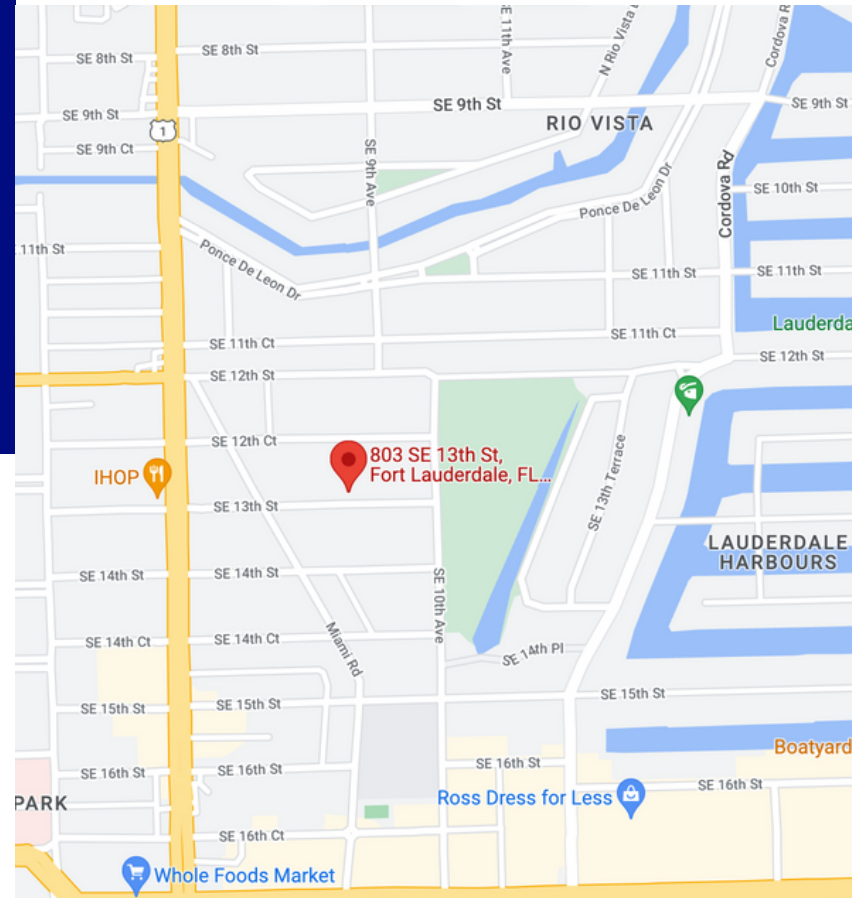 SE 8th St
SE 8th St
SE 11th Ave
N Rio Vista
Cordova R
SE 9th St
1
SE 9th St
SE 9th St
RIO VISTA
SE 9th Ct
SE 9th Ave
Cordova Rd
SE 10th St
Ponce De Leon Dr
11th St
Ponce De Leon Dr
SE 11th St
SE 11th St
Lauderda
SE 11th Ct
SE 11th Ct
SE 12th St
SE 12th St
SE 12th Ct
803 SE 13th St,
Fort Lauderdale, FL...
IHOP
SE 13th St
SE 13th Terrace
LAUDERDALE
HARBOURS
SE 14th St
SE 14th St
SE 10th Ave
SE 14th Ct
SE 14th Ct
Miami Rd
SE 14th Pl
SE 15th St
SE 15th St
SE 15th St
Boatyard
SE 16th St
SE 16th St
SE 16th St
SE 16th St
PARK
Ross Dress for Less
SE 16th Ct
Whole Foods Market